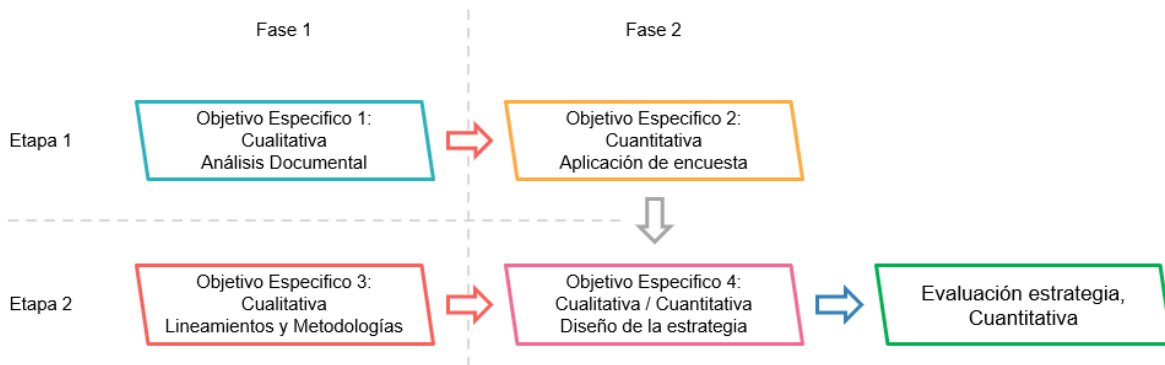 Fase 1
Fase 2
Etapa 1
Objetivo Especifico 1:
Cualitativa
Análisis Documental
Objetivo Especifico 2:
Cuantitativa
Aplicación de encuesta
Etapa 2
Objetivo Especifico 3:
Cualitativa
Lineamientos y Metodologías
Objetivo Especifico 4:
Cualitativa / Cuantitativa
Diseño de la estrategia
Evaluación estrategia,
Cuantitativa